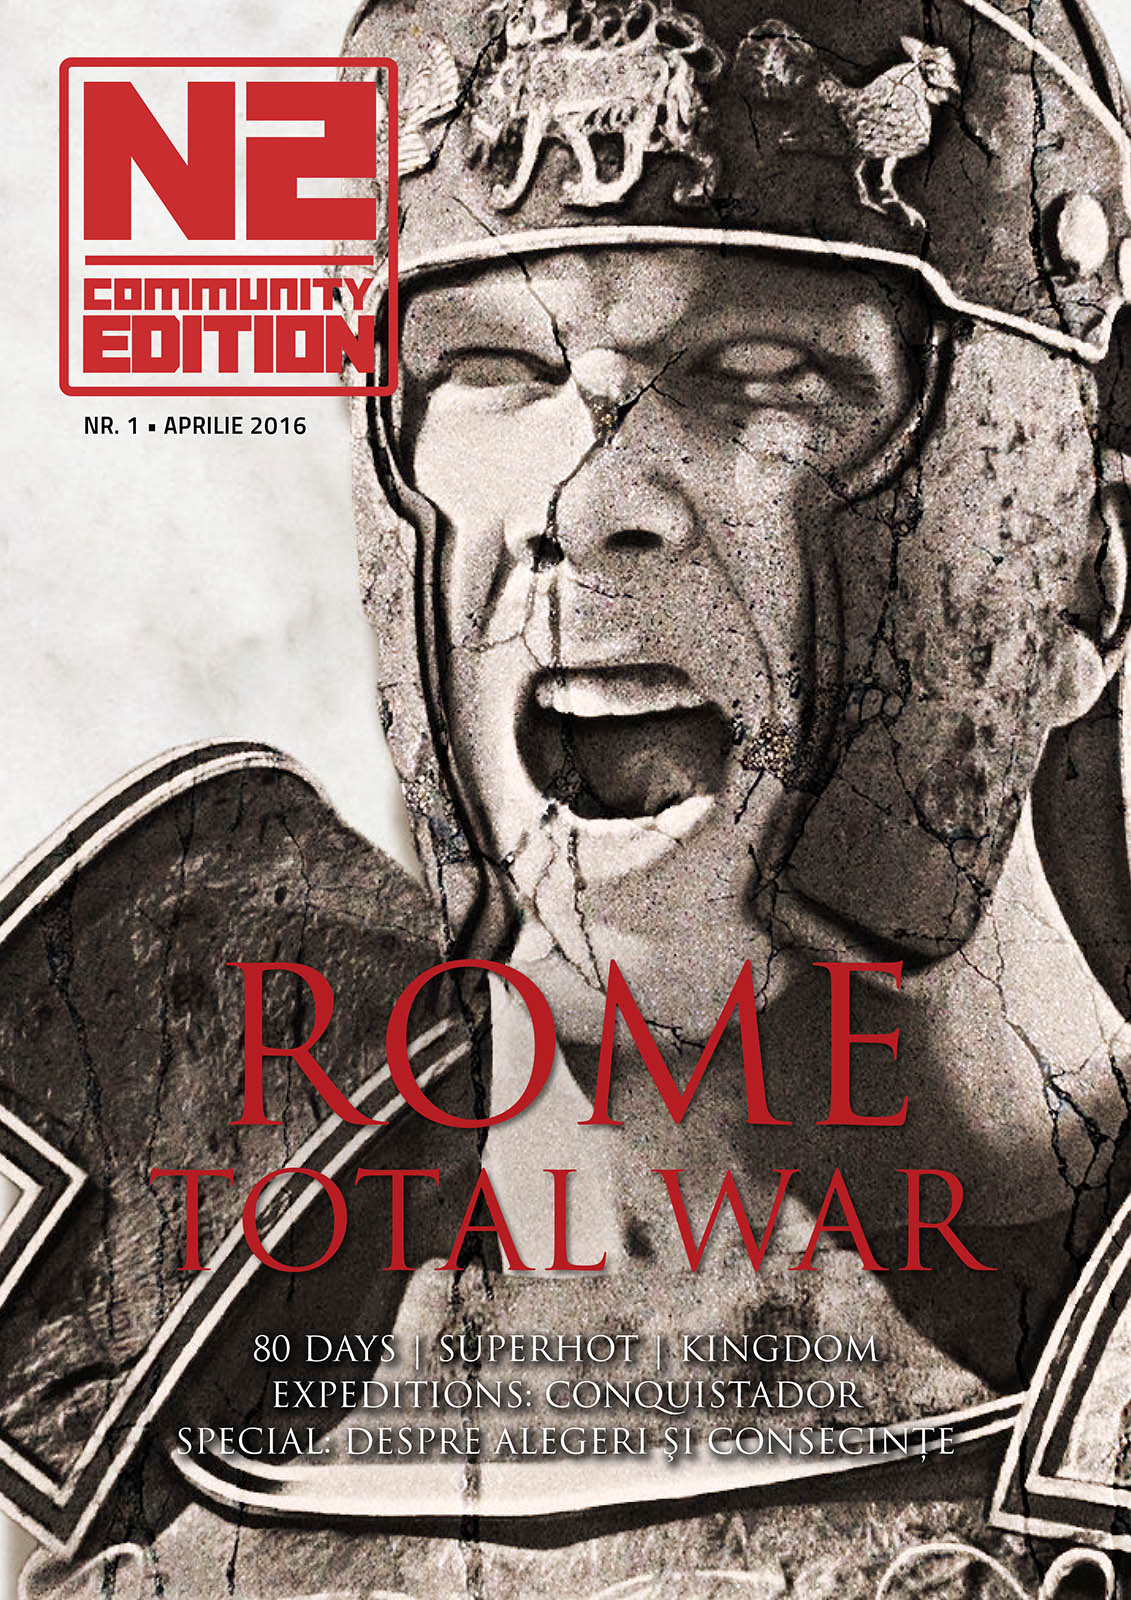 N2
COMMUNITY
EDITION
NR. 1 ▪ APRILIE 2016
ROME
TOTAL WAR
80 DAYS | SUPERHOT | KINGDOM
EXPEDITIONS: CONQUISTADOR
SPECIAL: DESPRE ALEGERI ŞI CONSECINȚE